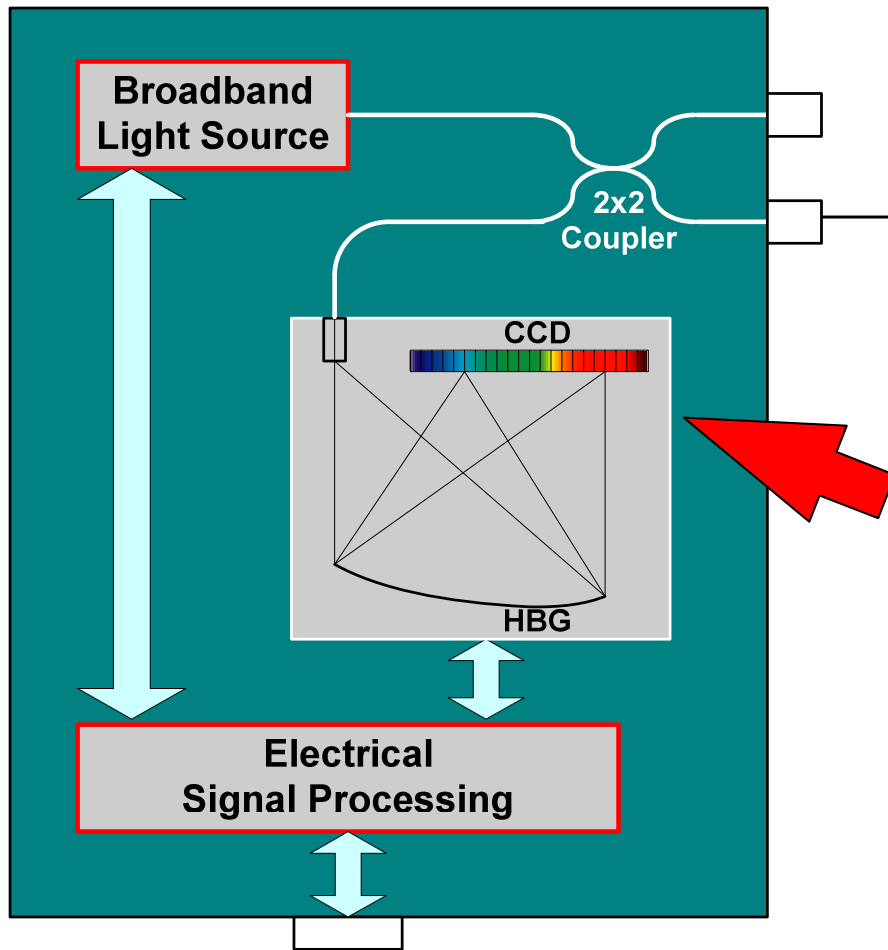 Broadband
Light Source
2x2
Coupler
CCD
HBG
Electrical
Signal Processing